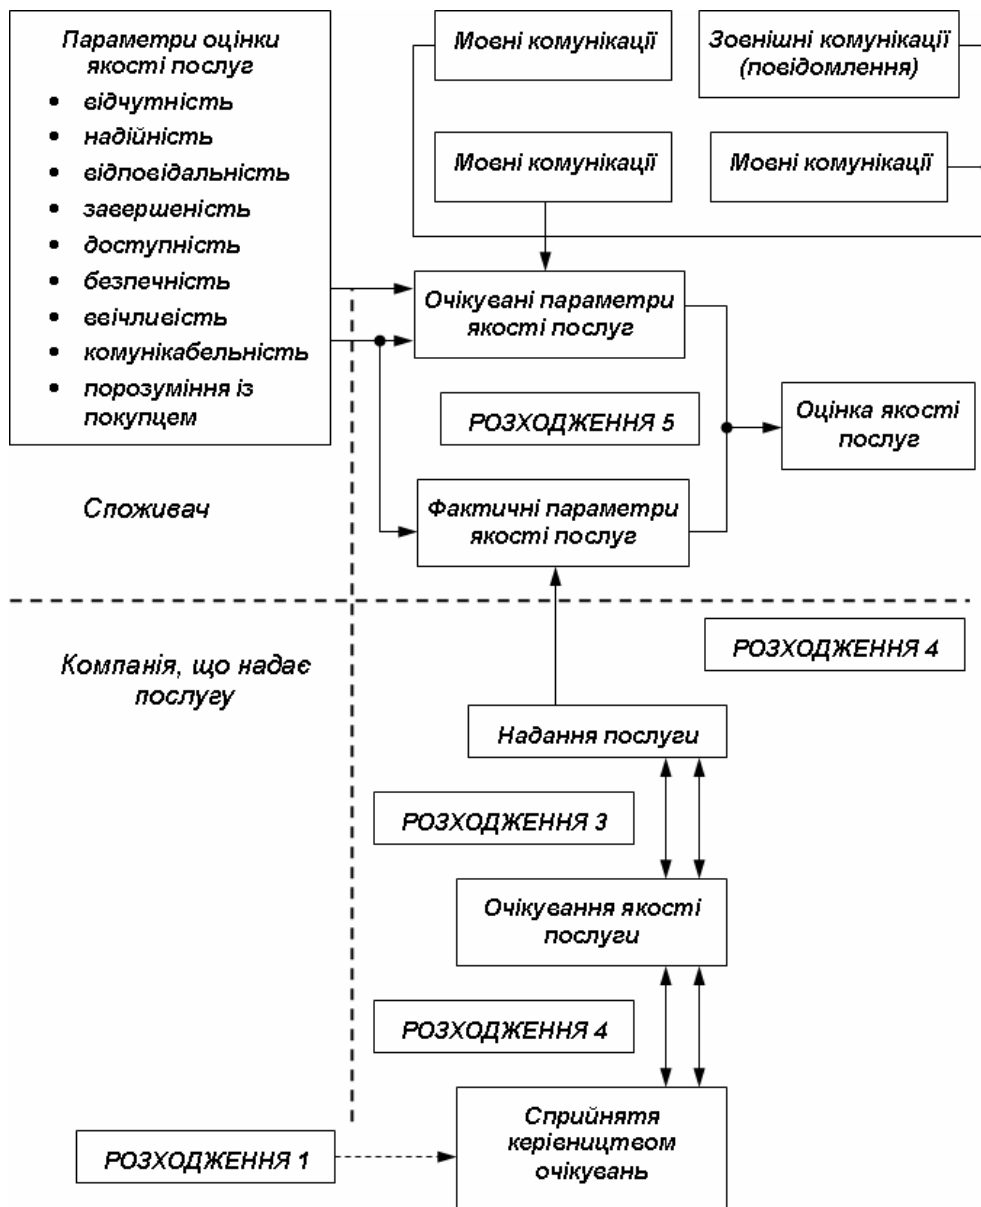 Параметри оцінки
якості послуг
• відчутність
• надійність
• відповідальність
• завершеність
• доступність
• безпечність
• ввічливість
• комунікабельність
• порозуміння із
покупцем
Мовні комунікації
Зовнішні комунікації
(повідомлення)
Мовні комунікації
Мовні комунікації
Очікувані параметри
якості послуг
РОЗХОДЖЕННЯ 5
Оцінка якості
послуг
Фактичні параметри
якості послуг
Споживач
Компанія, що надає
послугу
РОЗХОДЖЕННЯ 4
Надання послуги
РОЗХОДЖЕННЯ 3
Очікування якості
послуги
РОЗХОДЖЕННЯ 4
Сприйнятя
керівництвом
очікувань
РОЗХОДЖЕННЯ 1